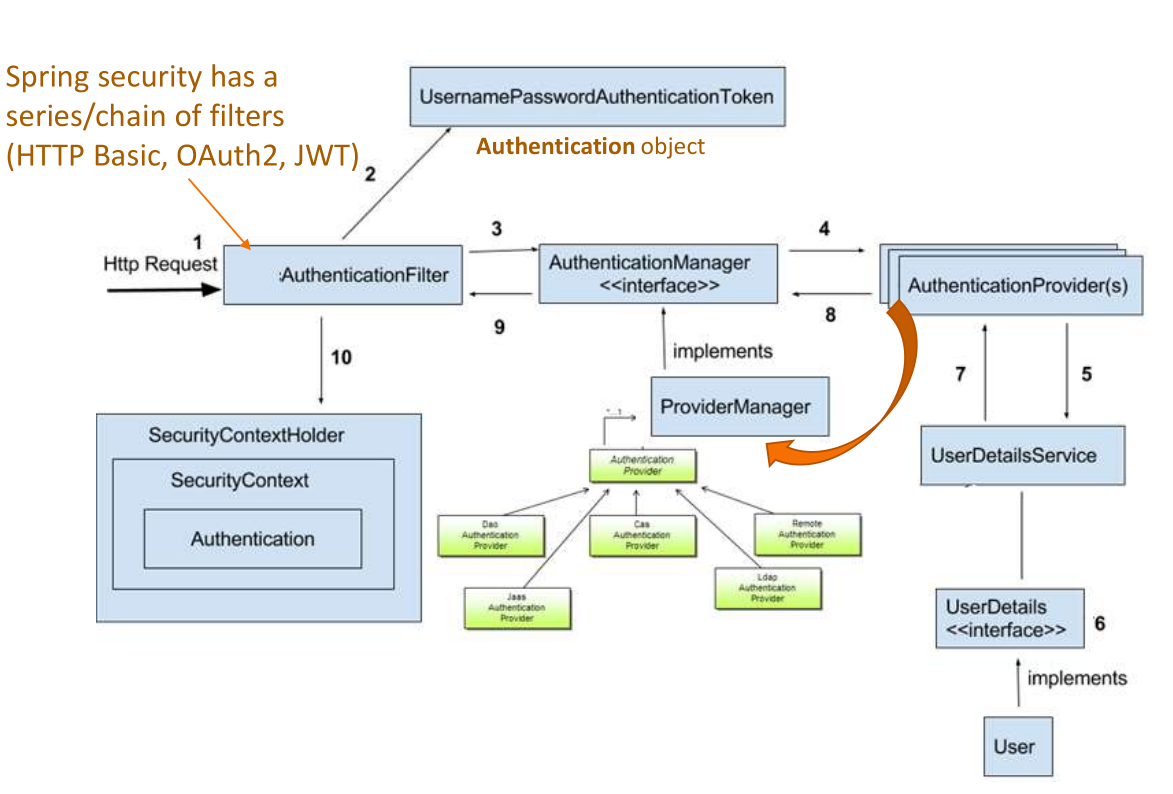 Spring security has a
series/chain of filters
(HTTP Basic, OAuth2, JWT)
UsernamePasswordAuthenticationToken
Authentication object
2
1
Http Request
:AuthenticationFilter
3
AuthenticationManager
<<interface>>
4
AuthenticationProvider(s)
9
8
10
implements
7
5
ProviderManager
*...1
Authentication
Provider
Dao
Authentication
Provider
Cas
Authentication
Provider
Remote
Authentication
Provider
Jaas
Authentication
Provider
Ldap
Authentication
Provider
SecurityContextHolder
SecurityContext
Authentication
UserDetailsService
UserDetails
<<interface>>
6
implements
User